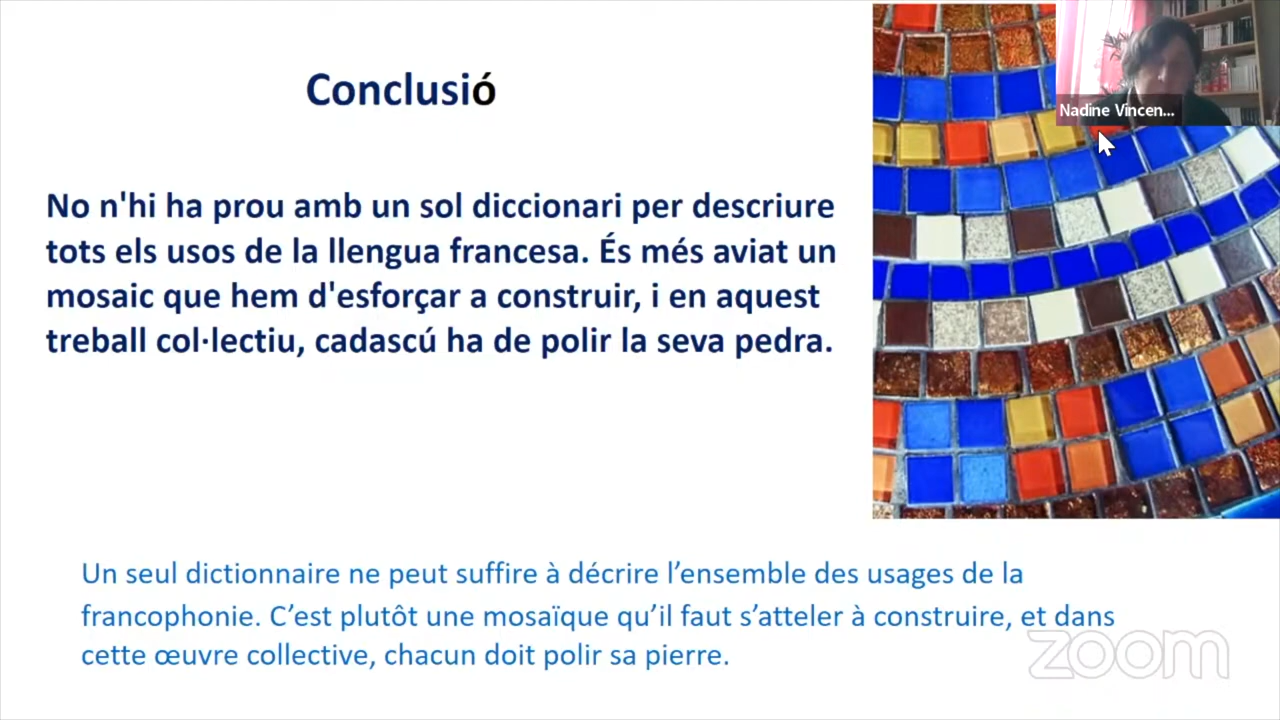 Conclusió
Nadine Vincen...
No n'hi ha prou amb un sol diccionari per descriure
tots els usos de la llengua francesa. És més aviat un
mosaic que hem d'esforçar a construir, i en aquest
treball col·lectiu, cadascú ha de polir la seva pedra.
Un seul dictionnaire ne peut suffire à décrire l’ensemble des usages de la
francophonie. C’est plutôt une mosaïque qu’il faut s’atteler à construire, et dans
cette œuvre collective, chacun doit polir sa pierre.
zoom